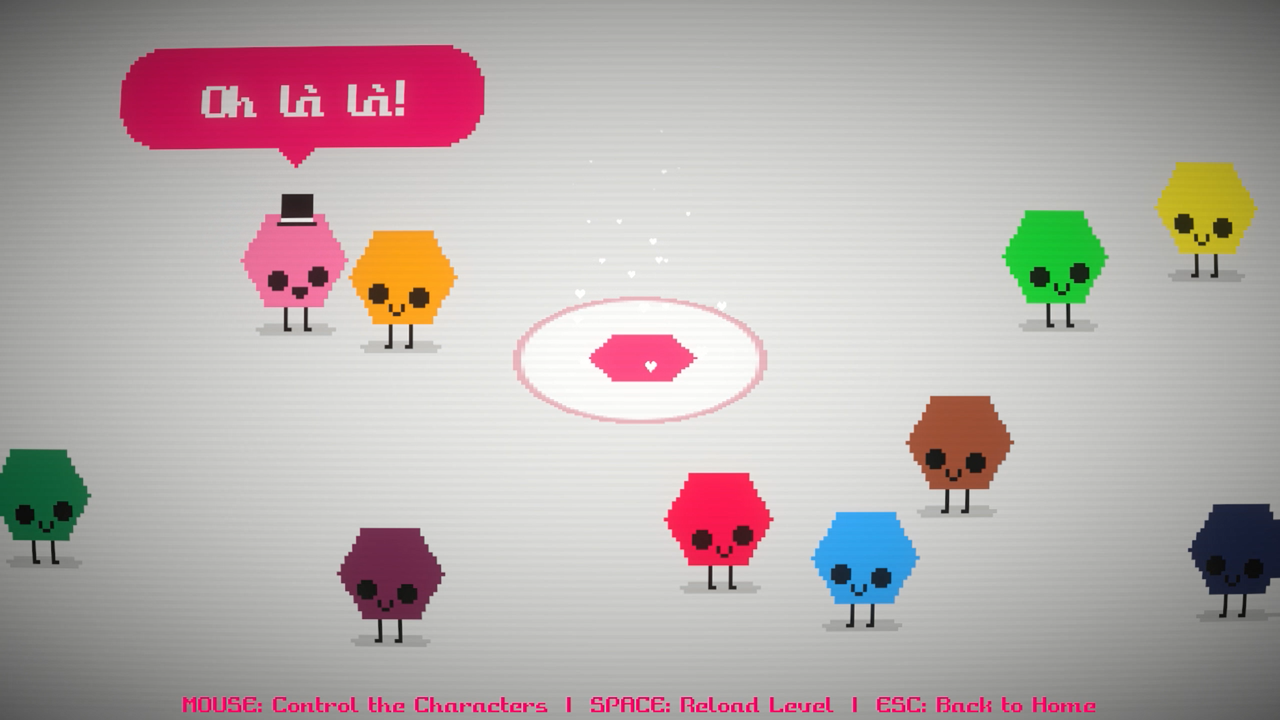 Oh là là!
MOUSE: Control the Characters | SPACE: Reload Level | ESC: Back to Home